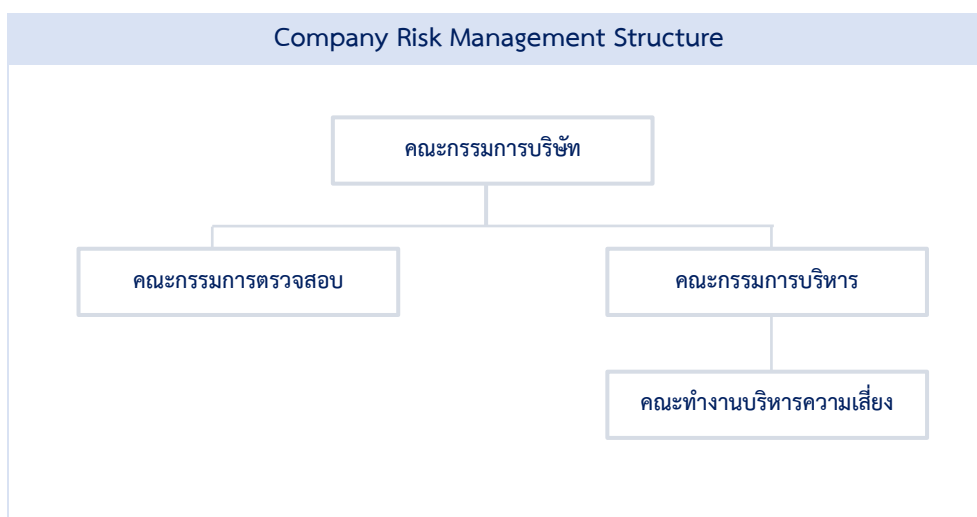 Company Risk Management Structure
คณะกรรมการบริษัท
คณะกรรมการตรวจสอบ
คณะกรรมการบริหาร
คณะทำงานบริหารความเสี่ยง